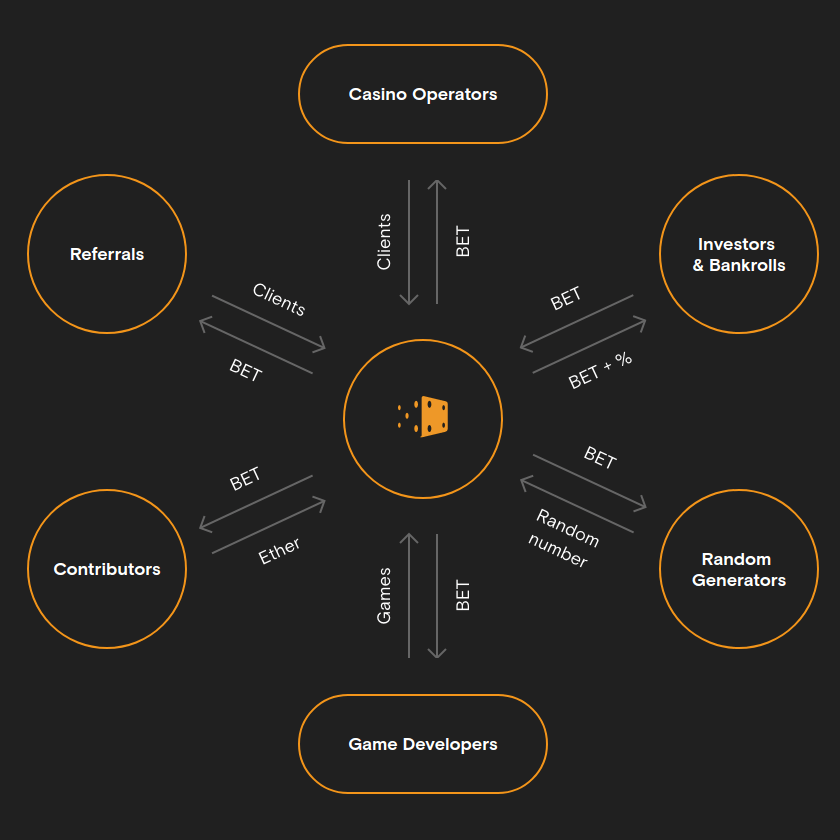 Casino Operators
Clients
BET
Referrals
Investors
& Bankrolls
Clients
BET
BET
BET + %
BET
Ether
BET
Random
number
Contributors
Random
Generators
Games
BET
Game Developers